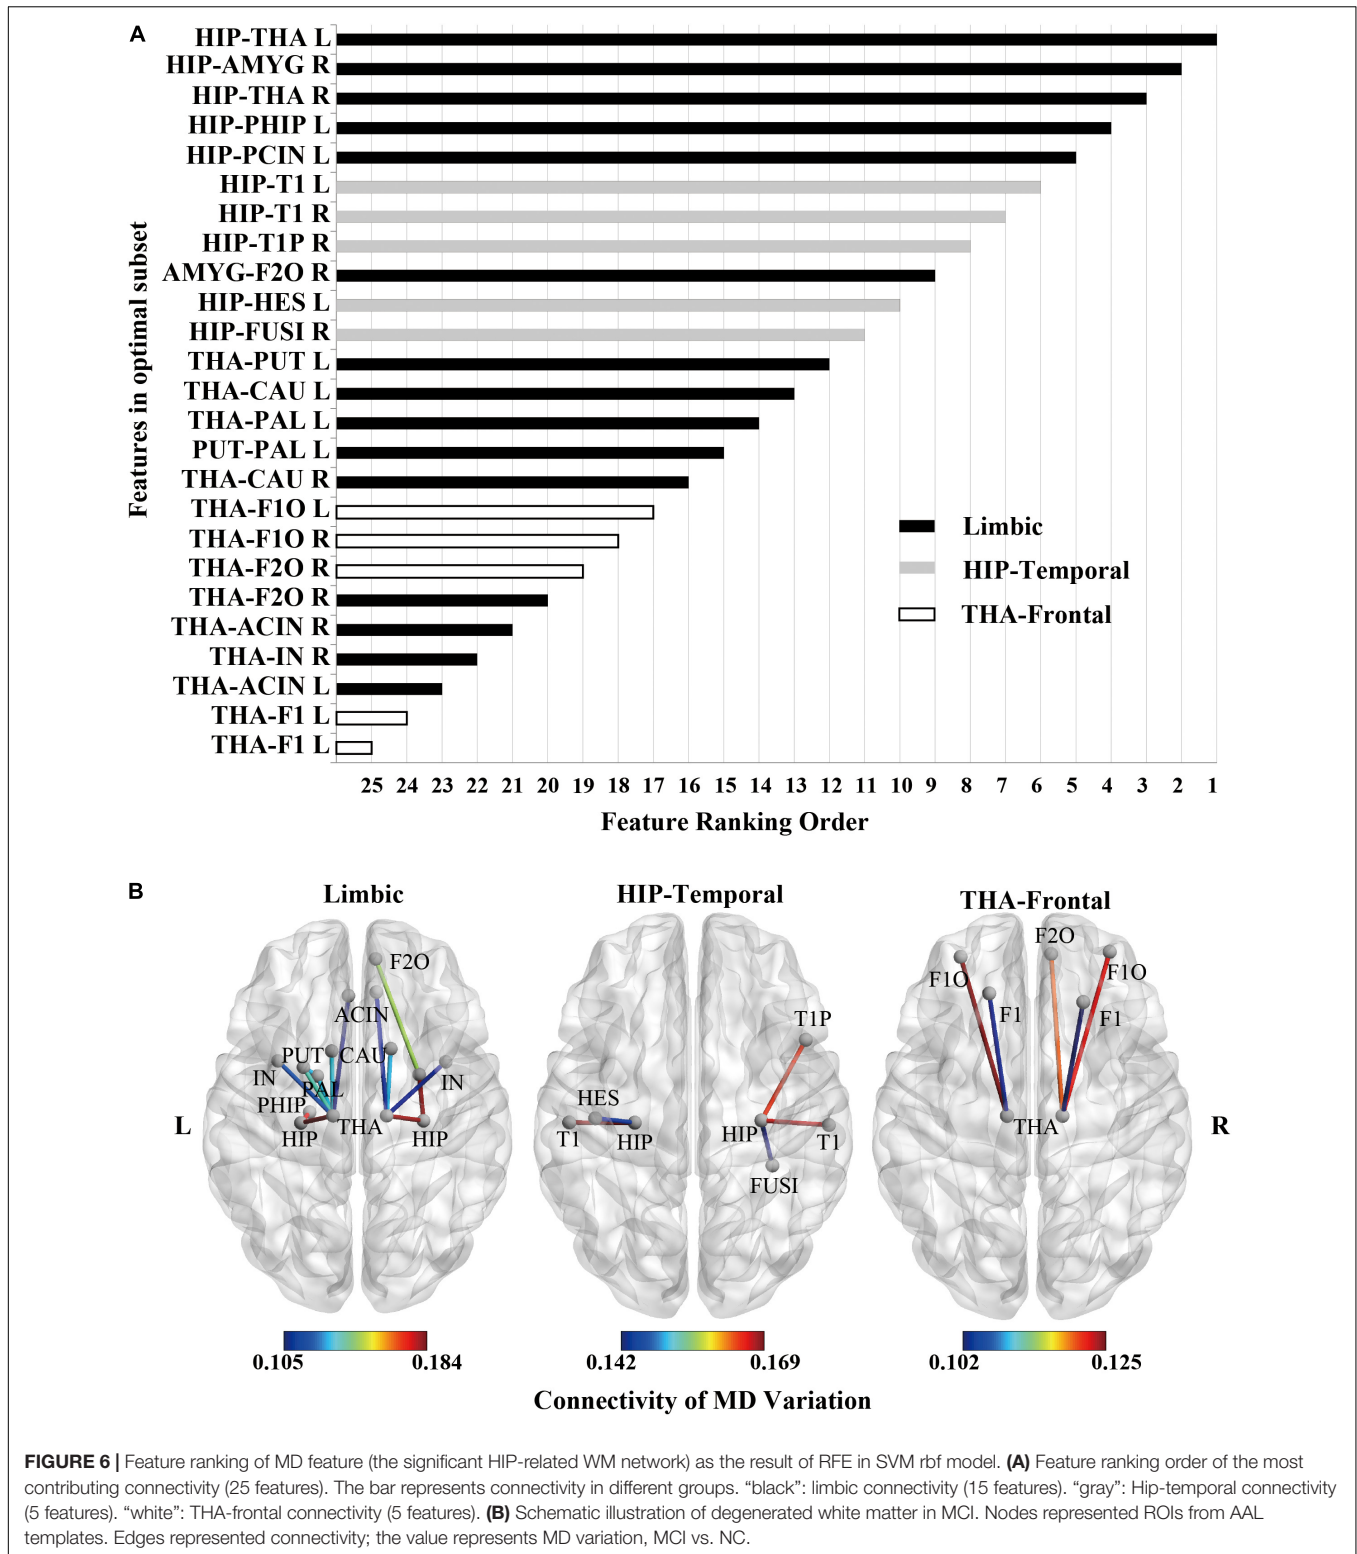 A
HIP-THA L
HIP-AMYG R
HIP-THA R
HIP-PHIP L
HIP-PCIN L
HIP-T1 L
HIP-T1 R
HIP-T1P R
AMYG-F2O R
HIP-HES L
HIP-FUSI R
THA-PUT L
THA-CAU L
THA-PAL L
PUT-PAL L
THA-CAU R
THA-F1O L
THA-F1O R
THA-F2O R
THA-F2O R
THA-ACIN R
THA-IN R
THA-ACIN L
THA-F1 L
THA-F1 L
Features in optimal subset
Limbic
HIP-Temporal
THA-Frontal
25 24 23 22 21 20 19 18 17 16 15 14 13 12 11 10 9 8 7 6 5 4 3 2 1
Feature Ranking Order
B
Limbic
HIP-Temporal
THA-Frontal
F2O
ACIN
PUT
CAU
IN
PAL
IN
PHIP
HIP
THA
HIP
L
T1P
HES
T1
HIP
HIP
T1
FUSI
F2O
F1O
F1O
F1
F1
THA
R
0.105 0.184
0.142 0.169
0.102 0.125
Connectivity of MD Variation
FIGURE 6 | Feature ranking of MD feature (the significant HIP-related WM network) as the result of RFE in SVM rbf model. (A) Feature ranking order of the most
contributing connectivity (25 features). The bar represents connectivity in different groups. “black”: limbic connectivity (15 features). “gray”: Hip-temporal connectivity
(5 features). “white”: THA-frontal connectivity (5 features). (B) Schematic illustration of degenerated white matter in MCI. Nodes represented ROIs from AAL
templates. Edges represented connectivity; the value represents MD variation, MCI vs. NC.